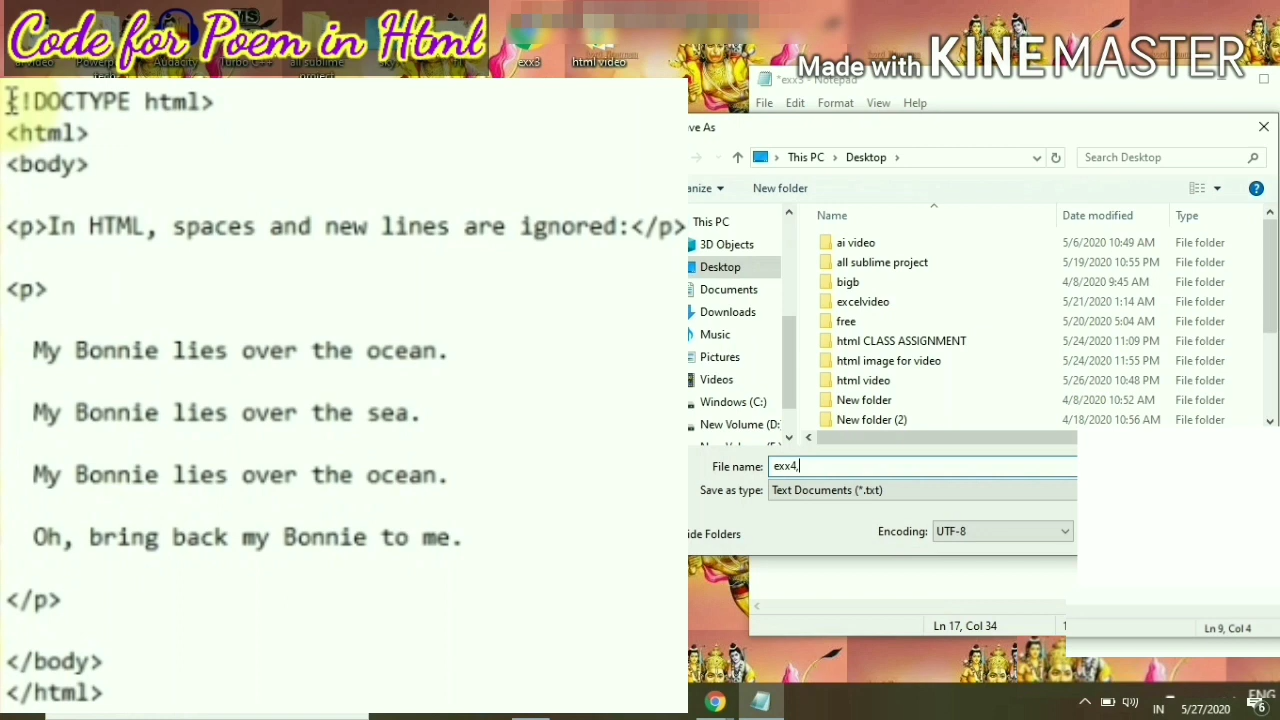 Code for Poem in Html
Made with KINEMASTER
exx3
html video
<!DOCTYPE html>
<html>
<body>
<p>In HTML, spaces and new lines are ignored:</p>
<p>
My Bonnie lies over the ocean.
My Bonnie lies over the sea.
My Bonnie lies over the ocean.
Oh, bring back my Bonnie to me.
</p>
</body>
</html>
*exx3 - Notepad
File Edit Format View Help
ve As
This PC > Desktop >
Search Desktop
anize
New folder
Name Date modified Type
This PC
3D Objects
Desktop
Documents
Downloads
Music
Pictures
Videos
Windows (C:)
New Volume (D:
ai video 5/6/2020 10:49 AM File folder
all sublime project 5/19/2020 10:55 PM File folder
bigb 4/8/2020 9:45 AM File folder
excelvideo 5/21/2020 1:14 AM File folder
free 5/20/2020 5:04 AM File folder
html CLASS ASSIGNMENT 5/24/2020 11:09 PM File folder
html image for video 5/24/2020 11:55 PM File folder
html video 5/26/2020 10:48 PM File folder
New folder 4/8/2020 10:52 AM File folder
New folder (2) 4/18/2020 10:56 AM File folder
File name: exx4,
Save as type: Text Documents (*.txt)
ide Folders
Encoding: UTF-8
Ln 17, Col 34
Ln 9, Col 4
ENG
IN
5/27/2020
6